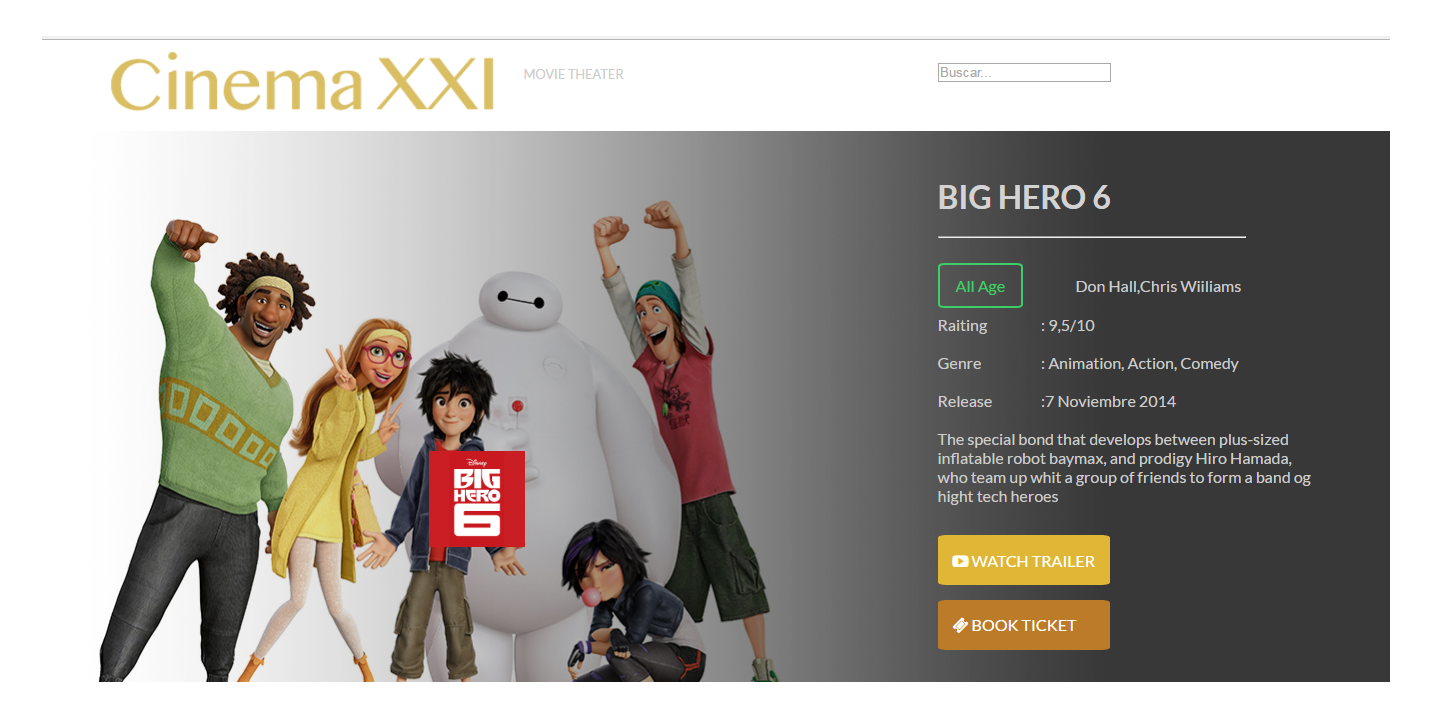 Cinema XXI
MOVIE THEATER
Buscar...
BIG HERO 6
All Age
Don Hall,Chris Wiiliams
Raiting : 9,5/10
Genre : Animation, Action, Comedy
Release :7 Noviembre 2014
The special bond that develops between plus-sized
inflatable robot baymax, and prodigy Hiro Hamada,
who team up whit a group of friends to form a band og
hight tech heroes
Disney
BIG
HERO
6
WATCH TRAILER
BOOK TICKET